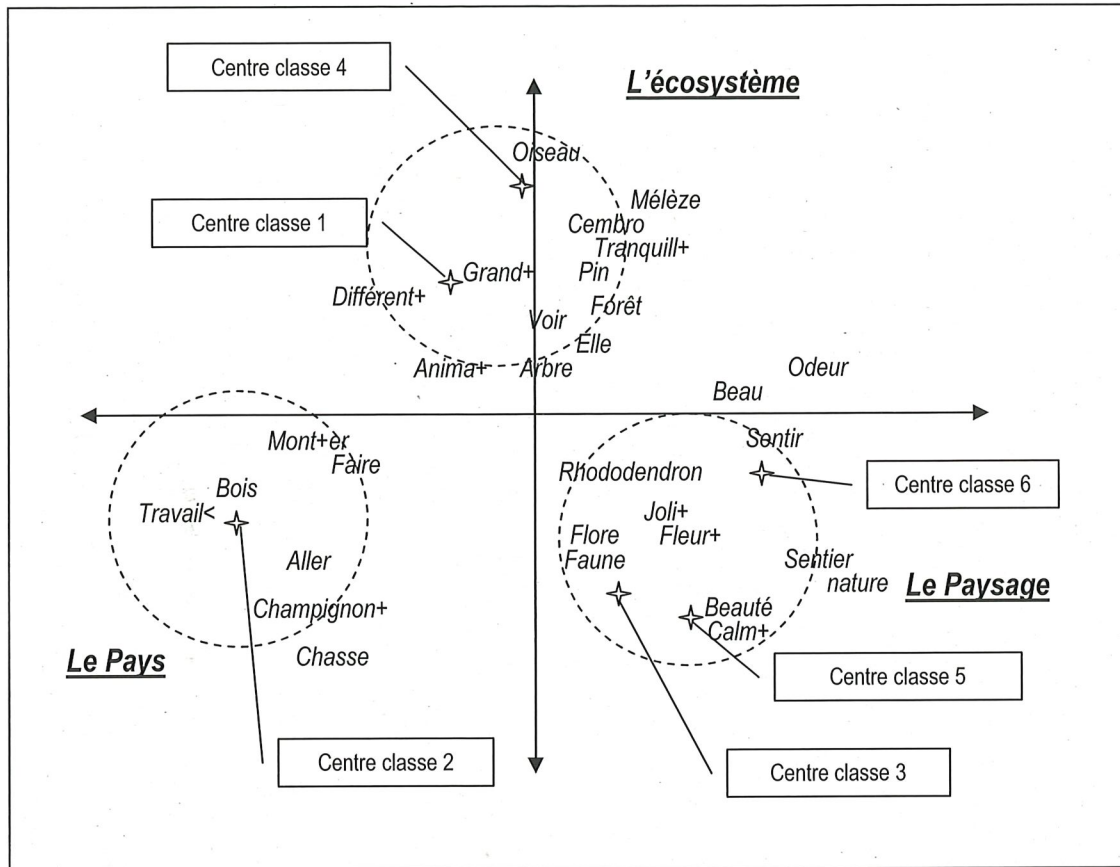 Centre classe 4
L'écosystème
Oiseau
Mélèze
Centre classe 1
Cembro
Tranquill+
Grand+
Pin
Différent+
Forêt
Voir
Elle
Anima+
Arbre
Odeur
Beau
Mont+er
Sentir
Faire
Rhododendron
Centre classe 6
Bois
Travail<
Joli+
Flore
Fleur+
Faune
Aller
Sentier
nature
Le Paysage
Champignon+
Beauté
Calm+
Le Pays
Chasse
Centre classe 5
Centre classe 2
Centre classe 3